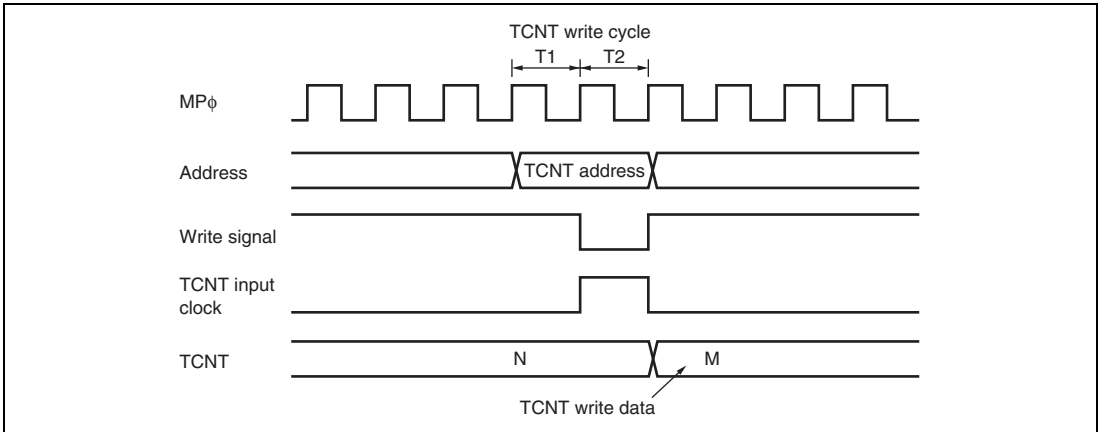 TCNT write cycle
T1 T2
MPϕ
Address
TCNT address
Write signal
TCNT input
clock
TCNT
N
M
TCNT write data